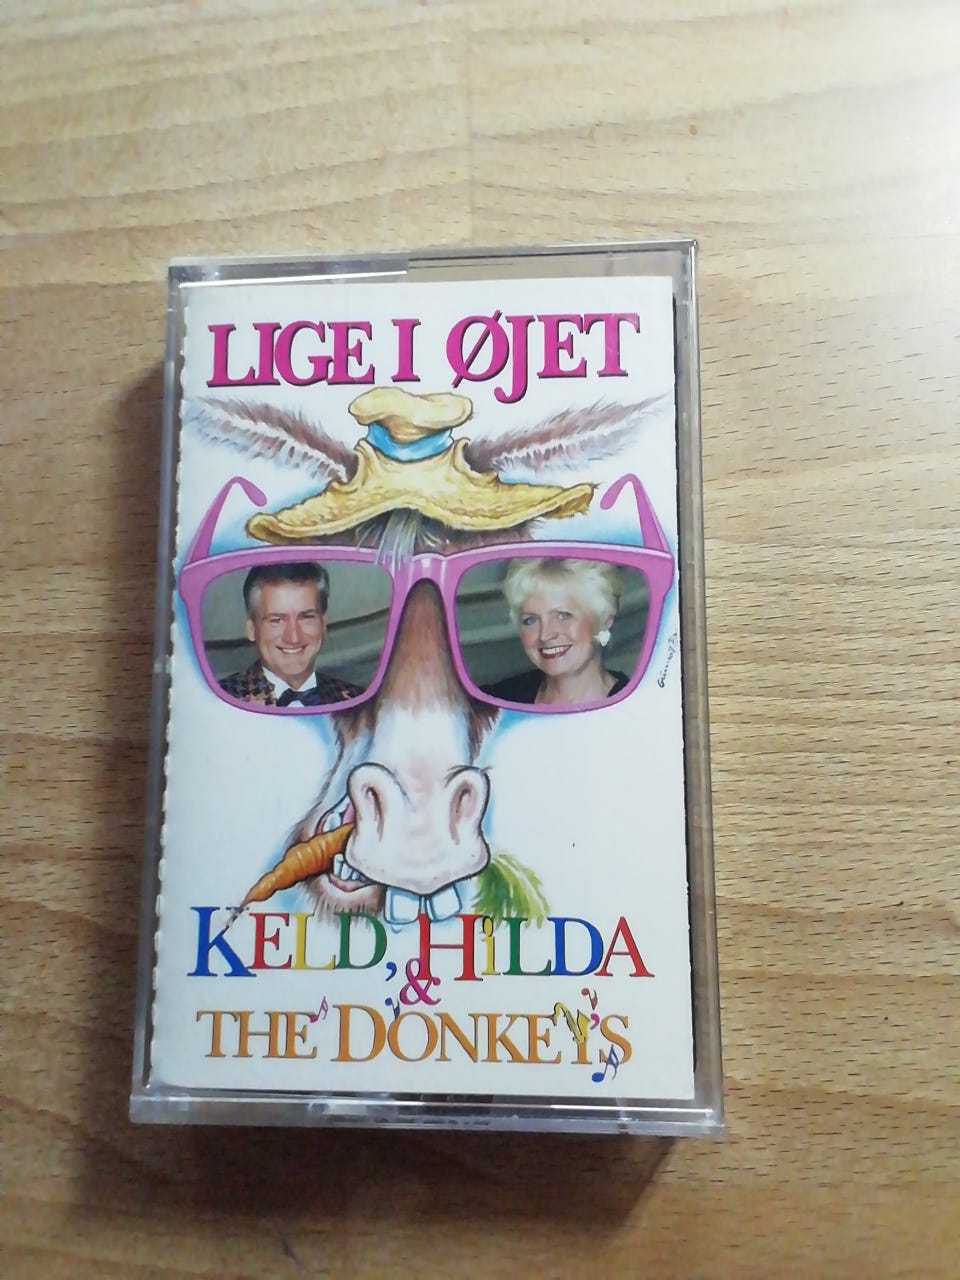 LIGE I ØJET
KELD, HiLDA
&
THE DONKEY'S